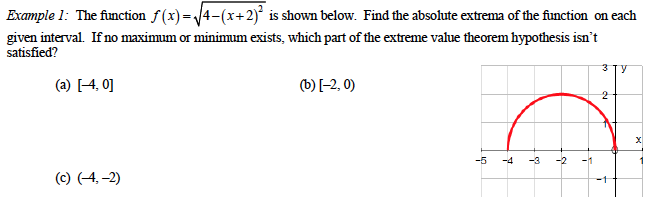 Example 1: The function f(x)=√4−(x+2)² is shown below. Find the absolute extrema of the function on each
given interval. If no maximum or minimum exists, which part of the extreme value theorem hypothesis isn't
satisfied?
(a) [−4, 0]
(b) [−2, 0)
(c) (−4, −2)
3 y
2
1
x
-5 -4 -3 -2 -1 1
-1